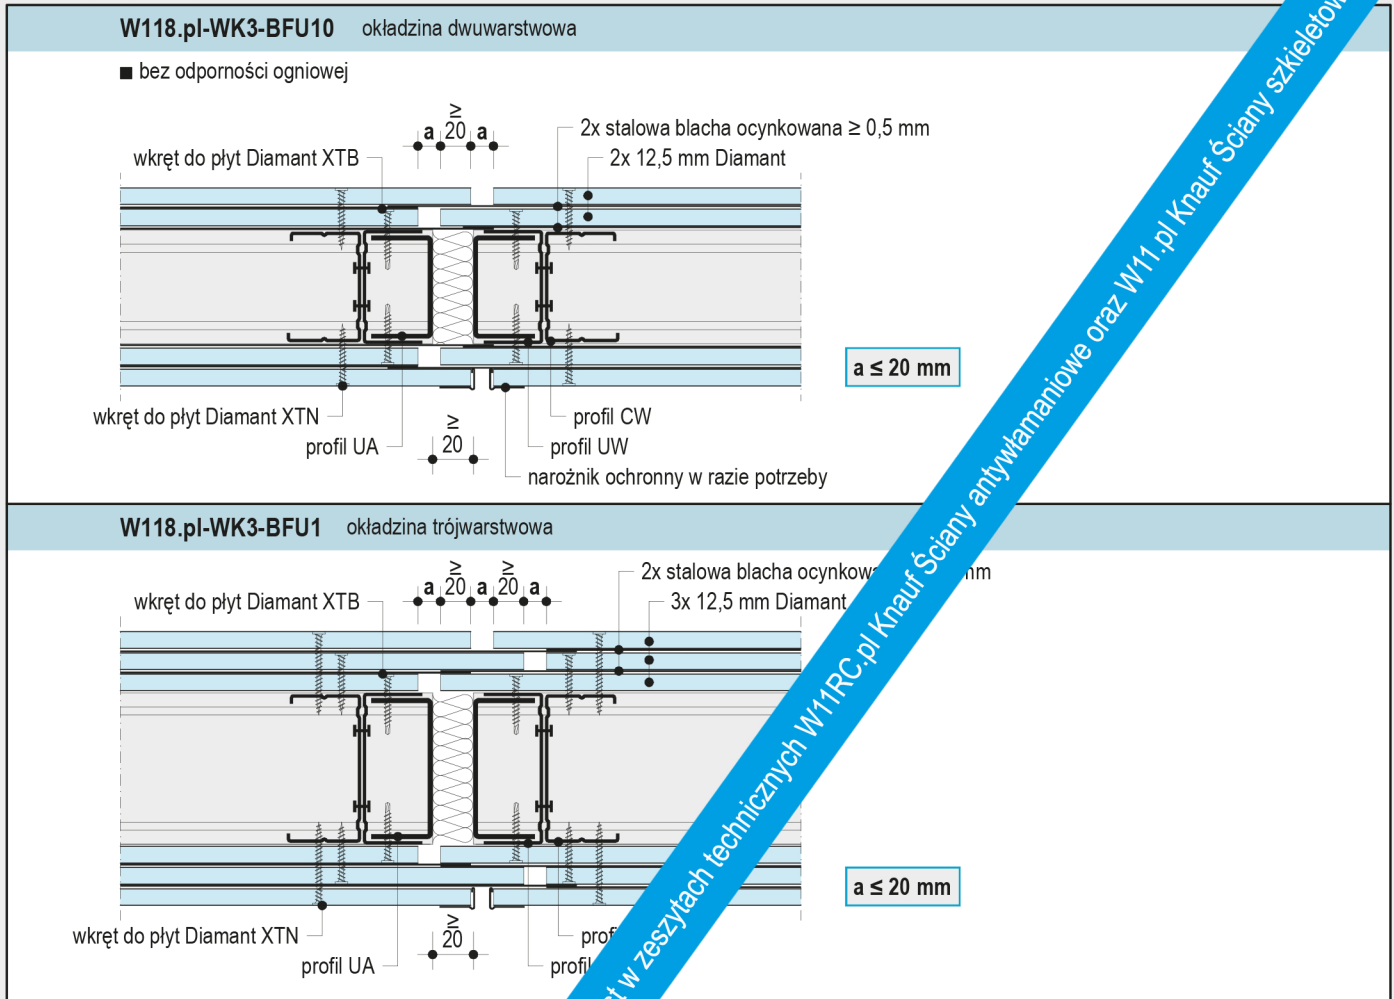 W118.pl-WK3-BFU10 okładzina dwuwarstwowa
■ bez odporności ogniowej
≥
a 20 a
2x stalowa blacha ocynkowana ≥ 0,5 mm
wkręt do płyt Diamant XTB
2x 12,5 mm Diamant
a ≤ 20 mm
wkręt do płyt Diamant XTN
profil CW
≥
20
profil UA
profil UW
narożnik ochronny w razie potrzeby
W118.pl-WK3-BFU1 okładzina trójwarstwowa
≥ ≥
a 20 a 20 a
2x stalowa blacha mm
wkręt do płyt Diamant XTB
3x 12,5 mm Diamant
a ≤ 20 mm
wkręt do płyt Diamant XTN
≥
20
profil UA
w zeszytach technicznych W11RC.pl Knauf Ściany antywłamaniowe oraz W11.pl Knauf Ściany